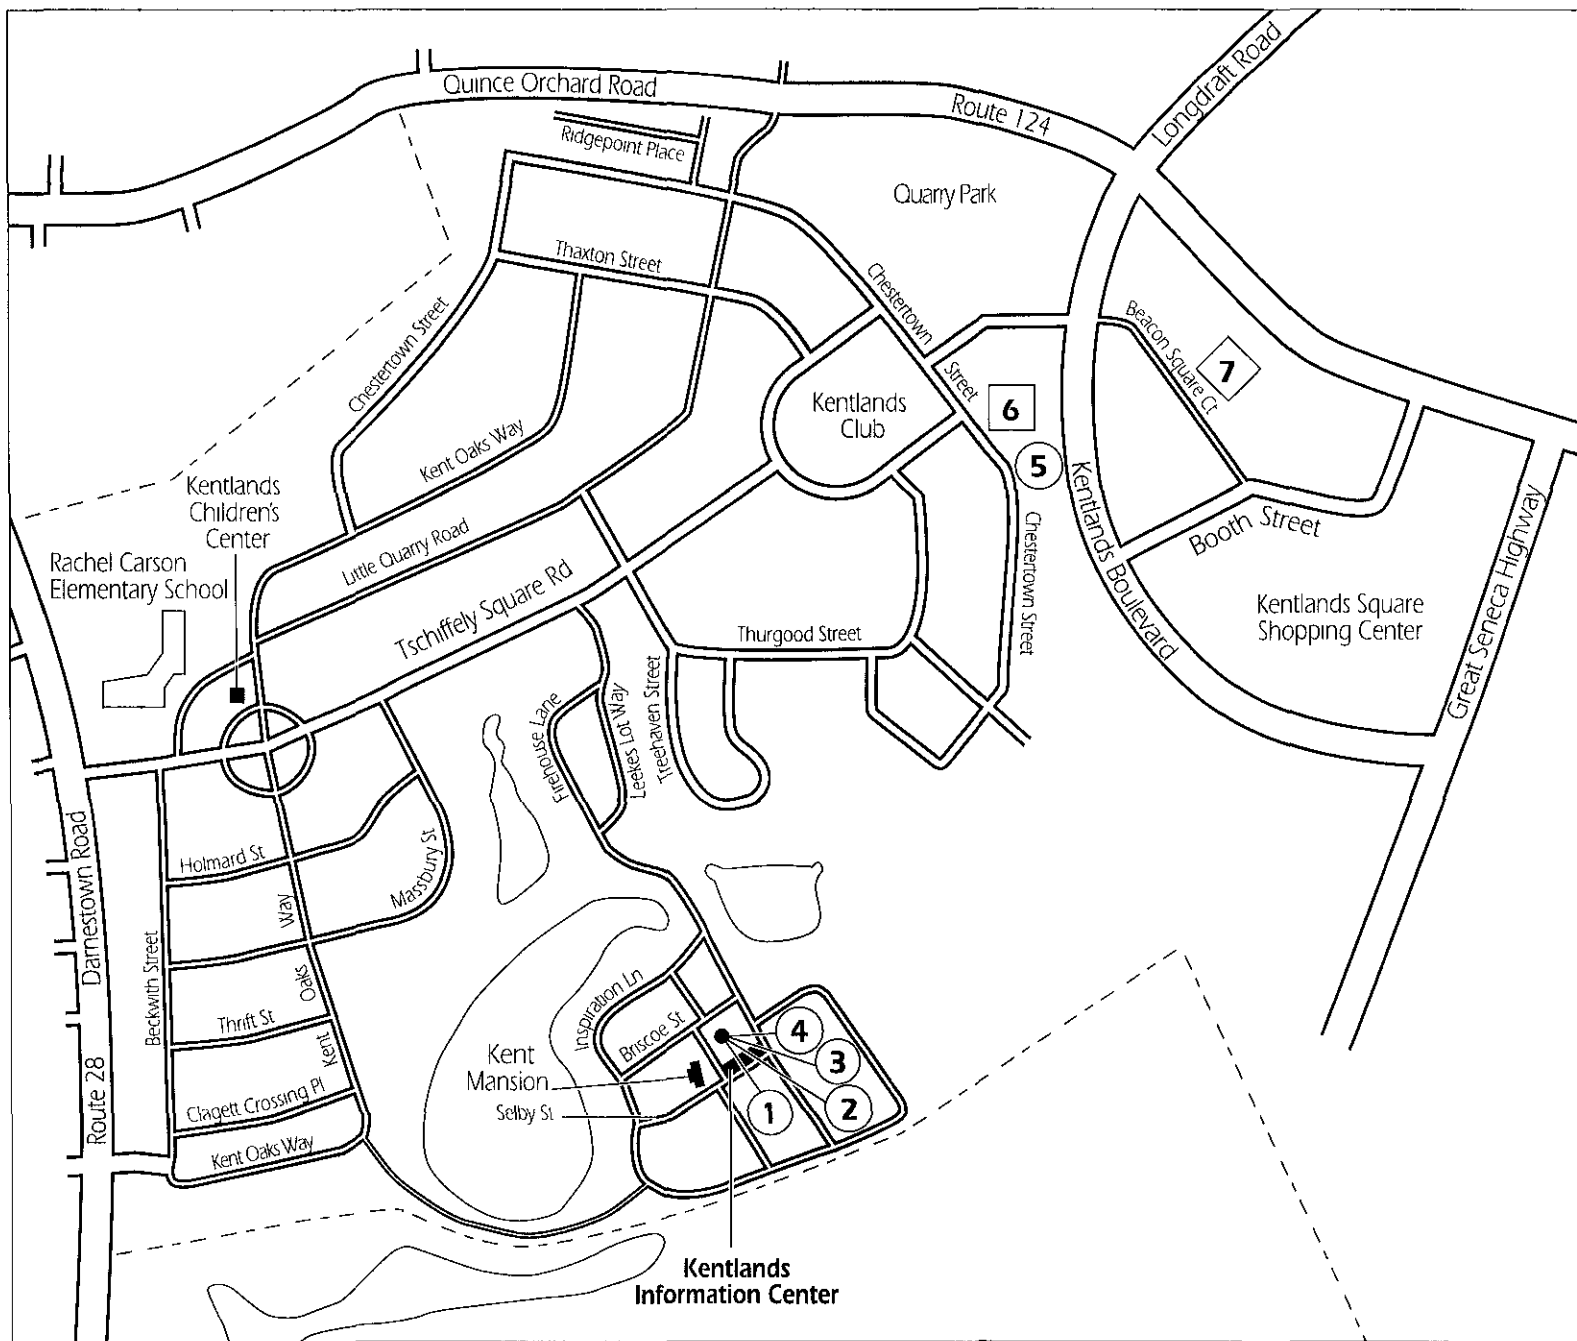 Quince Orchard Road
Route 124
Longdraft Road
Ridgepoint Place
Quarry Park
Thaxton Street
Chestertown
Street
Chestertown Street
Beacon Square Ct
7
Kentlands
Club
6
5
Kent Oaks Way
Kentlands
Children's
Center
Little Quarry Road
Rachel Carson
Elementary School
Tschiffely Square Rd
Chestertown Street
Kentlands Boulevard
Booth Street
Great Seneca Highway
Kentlands Square
Shopping Center
Thurgood Street
Firehouse Lane
Leekes Lot Way
Treehaven Street
Holmard St
Massbury St
Darnestown Road
Route 28
Beckwith Street
Way
Oaks
Kent
Thrift St
Clagett Crossing Pl
Kent Oaks Way
Inspiration Ln
Briscoe St
Kent
Mansion
Selby St
4
3
2
1
Kentlands
Information Center